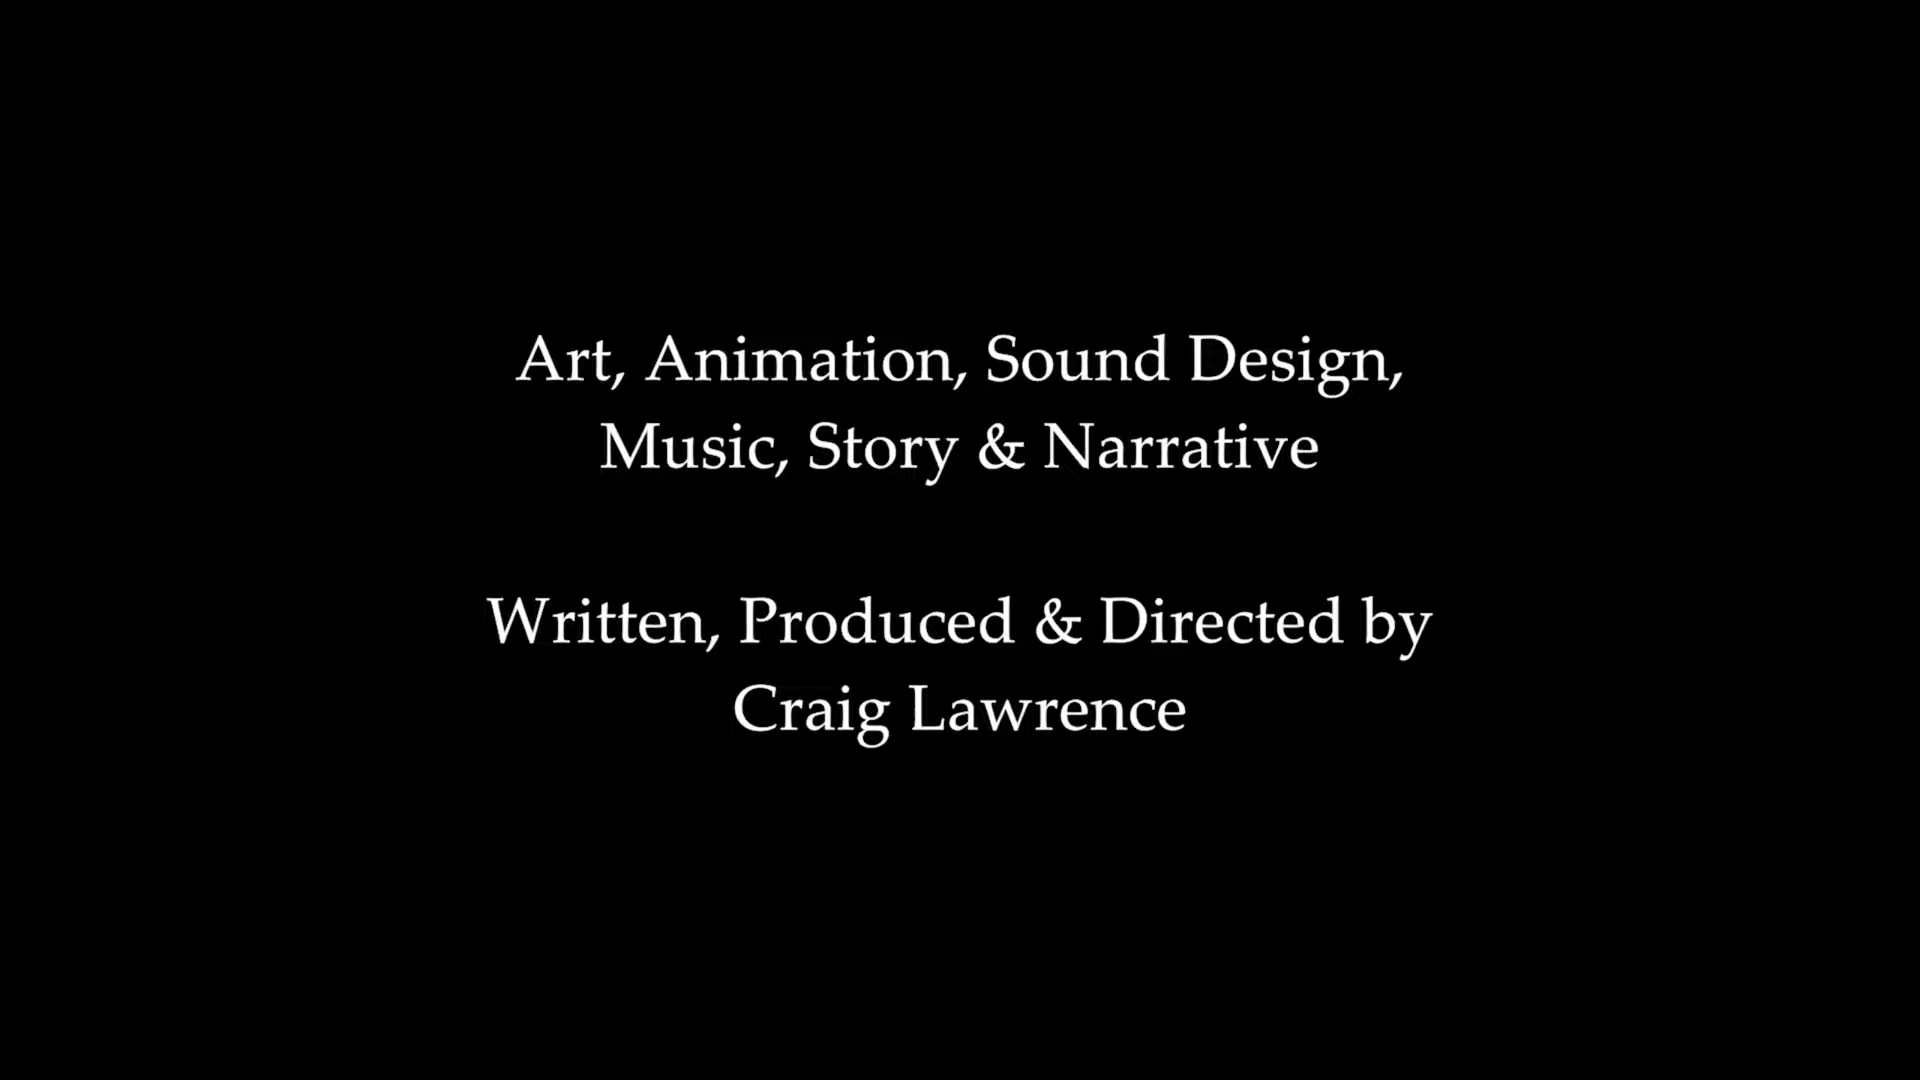 Art, Animation, Sound Design,
Music, Story & Narrative
Written, Produced & Directed by
Craig Lawrence